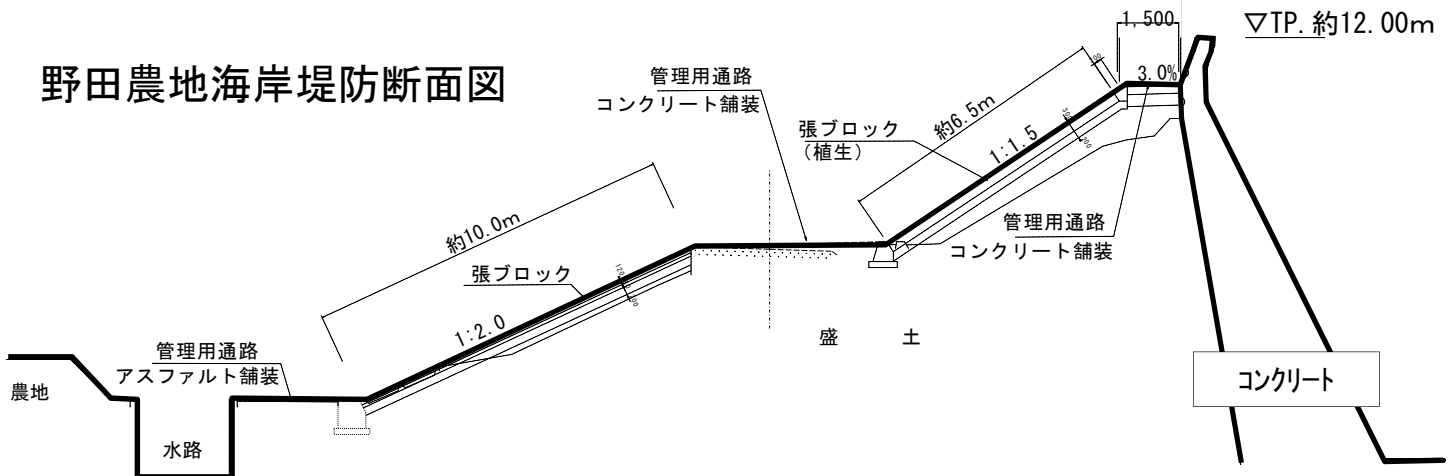 野田農地海岸堤防断面図
▽TP. 約12.00m
1,500
3.0%
管理用通路
コンクリート舗装
約6.5m
張ブロック
(植生)
1:1.5
200
管理用通路
コンクリート舗装
約10.0m
張ブロック
120
1:2.0
盛 土
管理用通路
アスファルト舗装
農地
水路
コンクリート